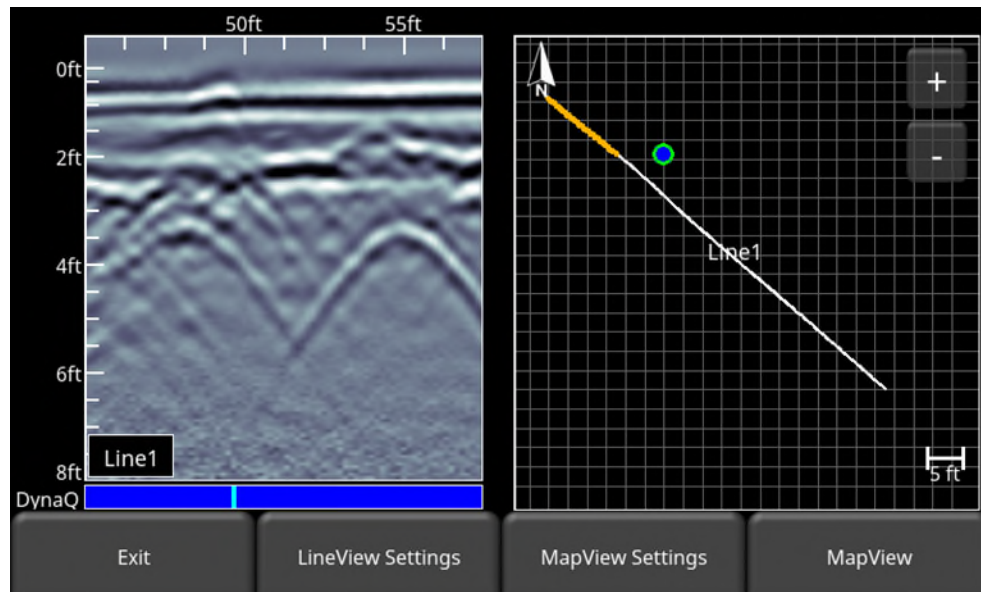 50ft 55ft
0ft
2ft
4ft
6ft
8ft
Line1
DynaQ
N
+
-
Line1
5 ft
Exit LineView Settings MapView Settings MapView